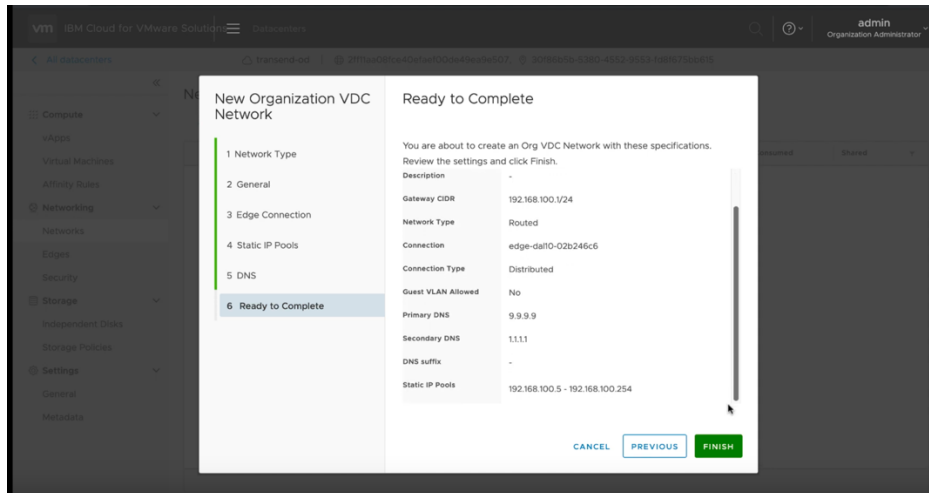 vm IBM Cloud for VMware Solutions Datacenters
admin
Organization Administrator
All datacenters
Compute
vApps
Virtual Machines
Affinity Rules
Networking
Networks
Edges
Security
Storage
Independent Disks
Storage Policies
Settings
General
Metadata
Consumed Shared
New Organization VDC
Network
1 Network Type
2 General
3 Edge Connection
4 Static IP Pools
5 DNS
6 Ready to Complete
Ready to Complete
You are about to create an Org VDC Network with these specifications.
Review the settings and click Finish.
Description -
Gateway CIDR 192.168.100.1/24
Network Type Routed
Connection edge-dal10-02b246c6
Connection Type Distributed
Guest VLAN Allowed No
Primary DNS 9.9.9.9
Secondary DNS 1.1.1.1
DNS suffix -
Static IP Pools 192.168.100.5 - 192.168.100.254
CANCEL PREVIOUS FINISH